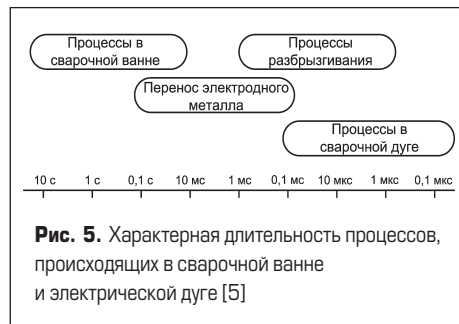 Процессы в
сварочной ванне
Процессы
разбрызгивания
Перенос электродного
металла
Процессы в
сварочной дуге
10 с 1 с 0,1 с 10 мс 1 мс 0,1 мс 10 мкс 1 мкс 0,1 мкс
Рис. 5. Характерная длительность процессов,
происходящих в сварочной ванне
и электрической дуге [5]